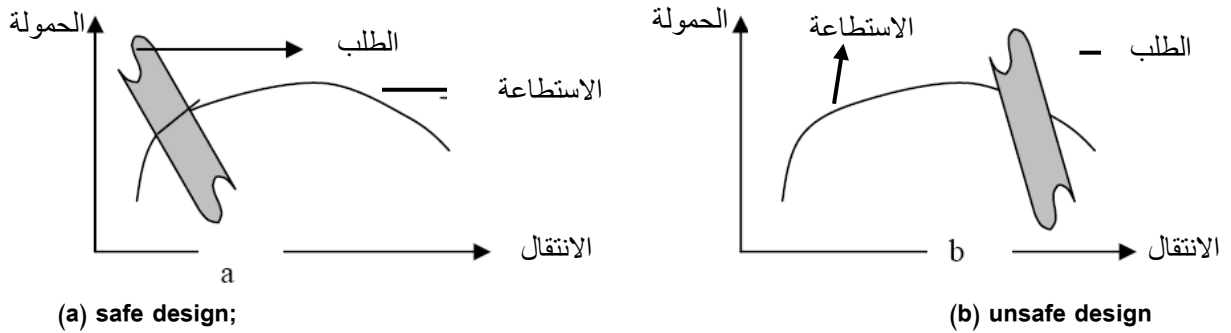 الحمولة
الطلب
الاستطاعة
الانتقال
a
(a) safe design;
الحمولة
الاستطاعة
الطلب
الانتقال
b
(b) unsafe design